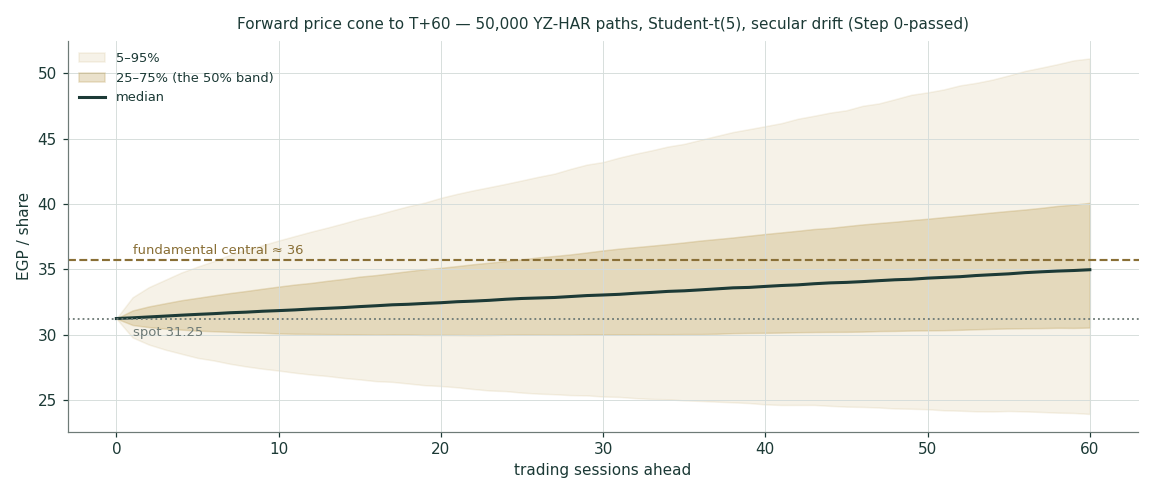 Forward price cone to T+60 — 50,000 YZ-HAR paths, Student-t(5), secular drift (Step 0-passed)
5–95%
25–75% (the 50% band)
median
50
45
40
35
30
25
EGP / share
fundamental central ≈ 36
spot 31.25
0
10
20
30
40
50
60
trading sessions ahead